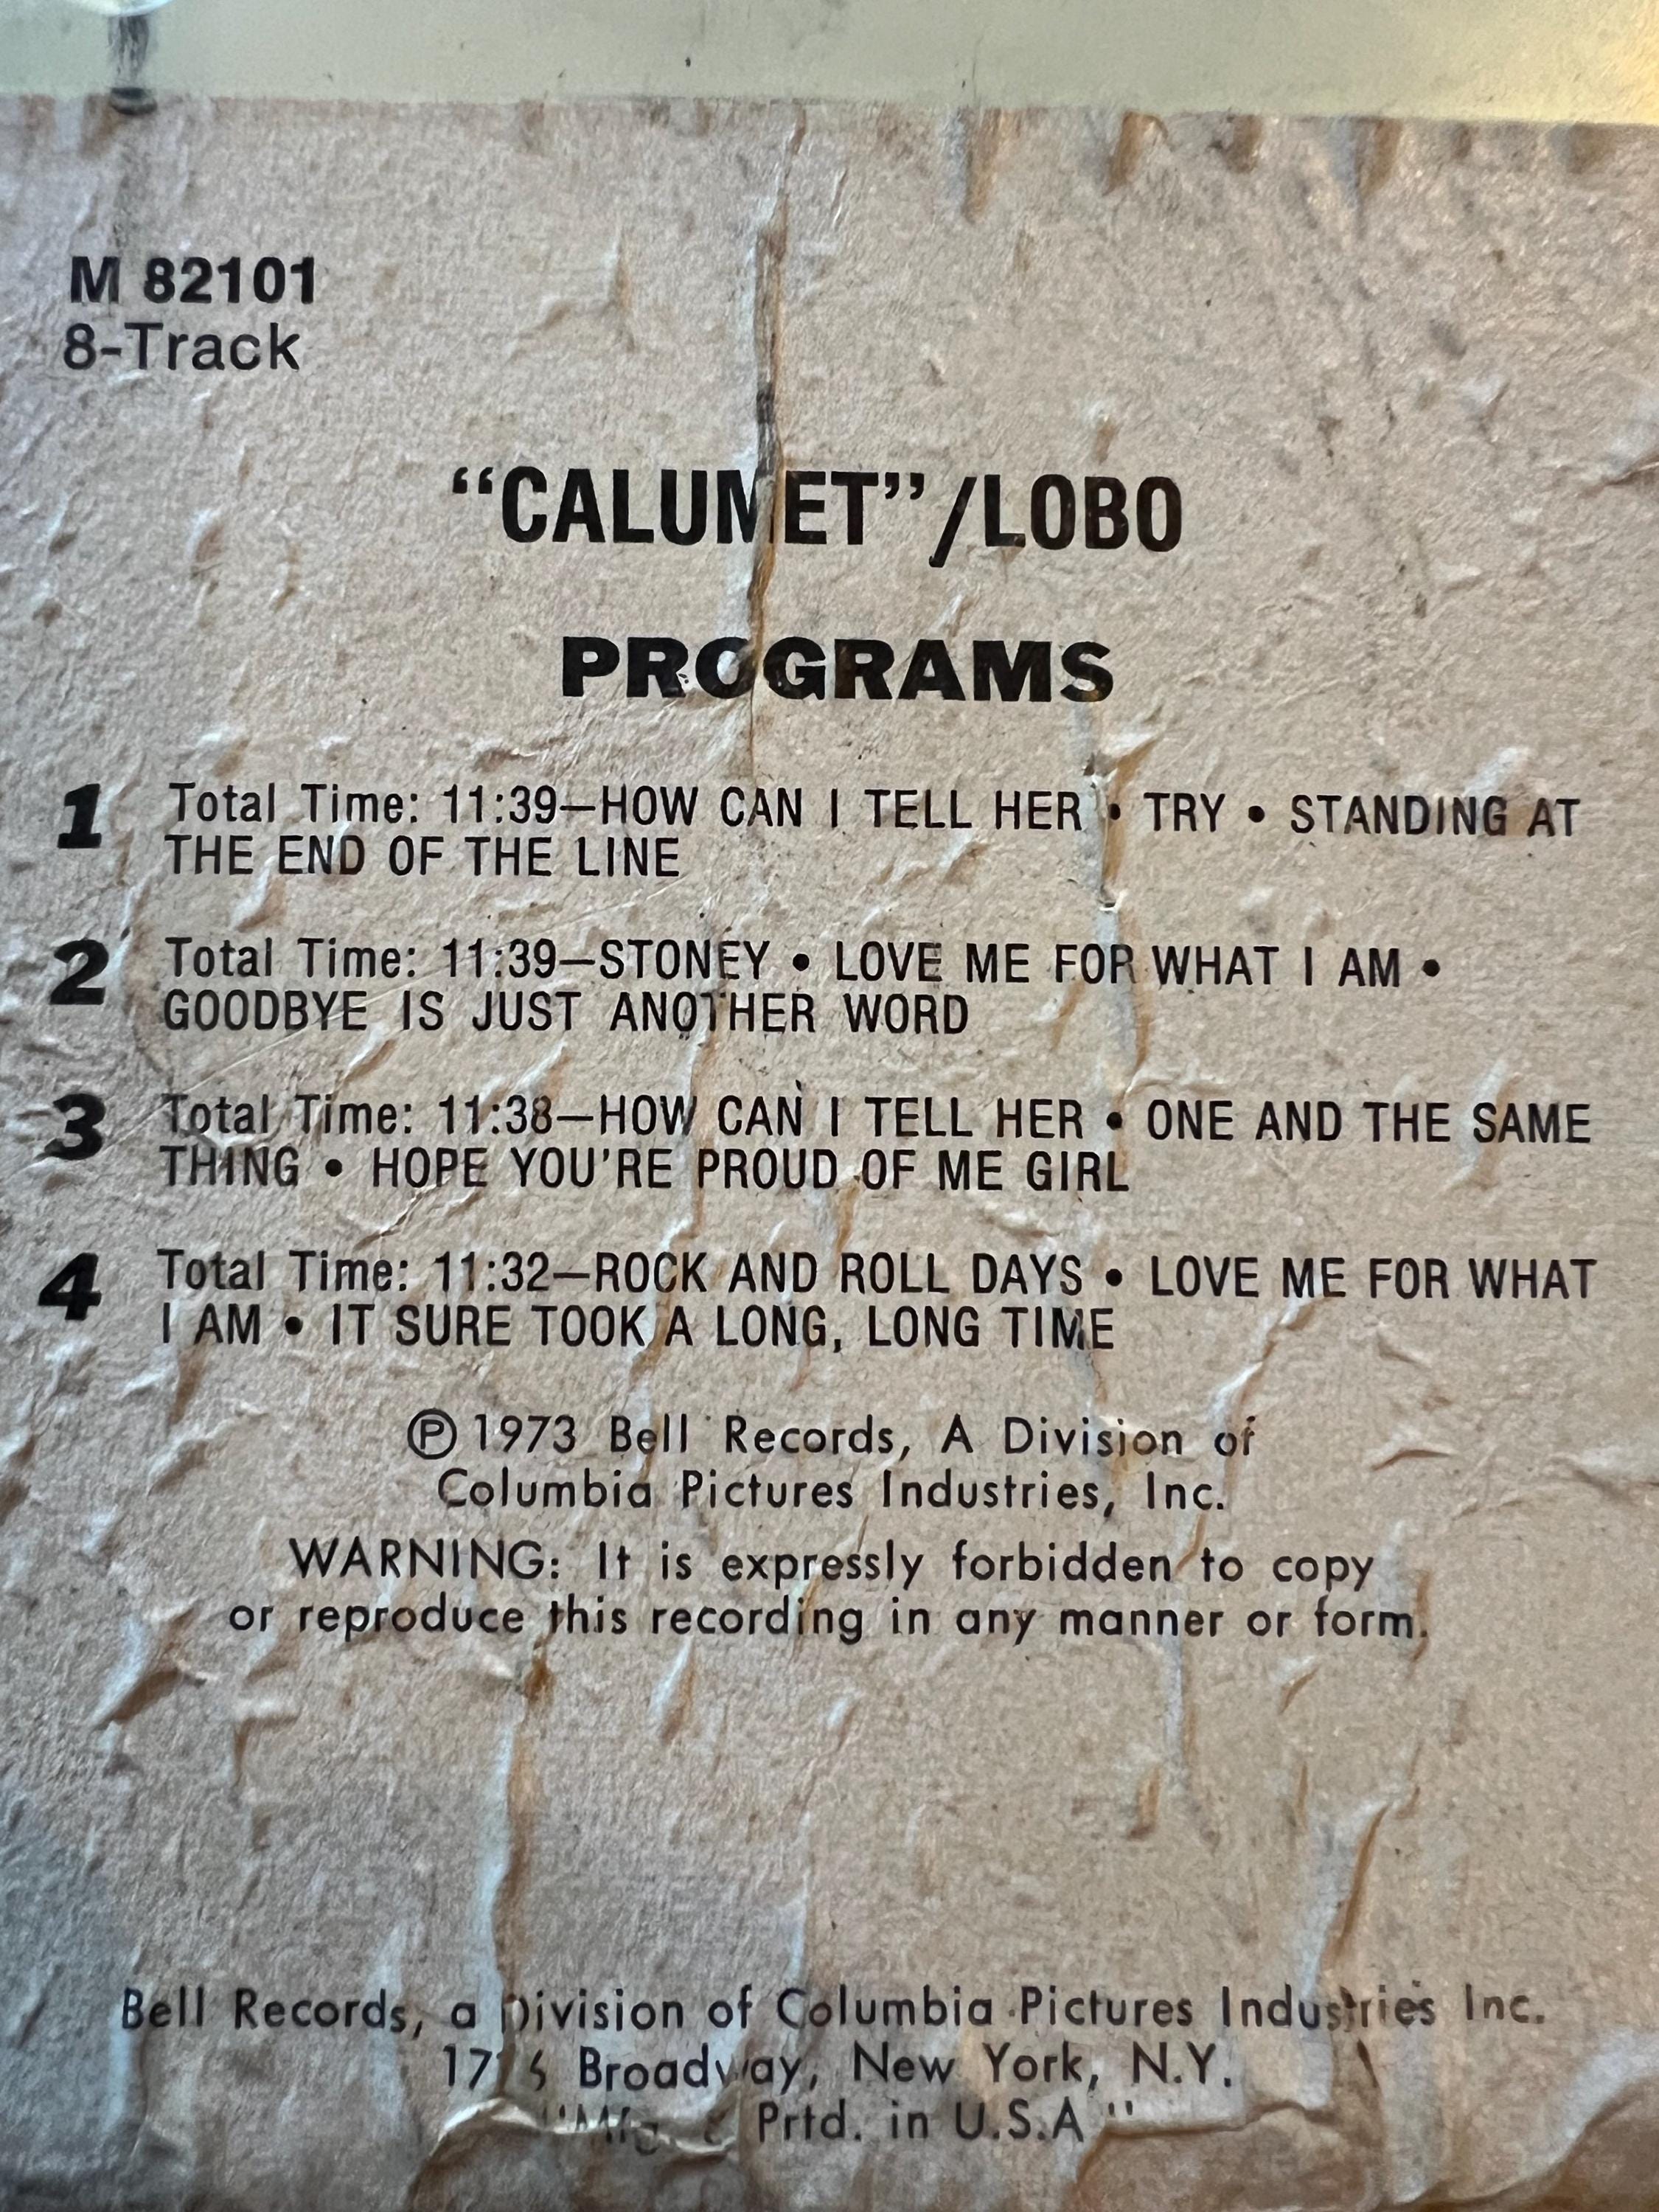 M 82101
8-Track
“CALUMET”/LOBO
PROGRAMS
1 Total Time: 11:39—HOW CAN I TELL HER • TRY • STANDING AT
THE END OF THE LINE
2 Total Time: 11:39—STONEY • LOVE ME FOR WHAT I AM •
GOODBYE IS JUST ANOTHER WORD
3 Total Time: 11:38—HOW CAN I TELL HER • ONE AND THE SAME
THING • HOPE YOU'RE PROUD OF ME GIRL
4 Total Time: 11:32—ROCK AND ROLL DAYS • LOVE ME FOR WHAT
I AM • IT SURE TOOK A LONG, LONG TIME
Ⓟ 1973 Bell Records, A Division of
Columbia Pictures Industries, Inc.
WARNING: It is expressly forbidden to copy
or reproduce this recording in any manner or form.
Bell Records, a Division of Columbia Pictures Industries Inc.
Broadway, New York, N.Y.
"Mfg. & Prtd. in U.S.A."